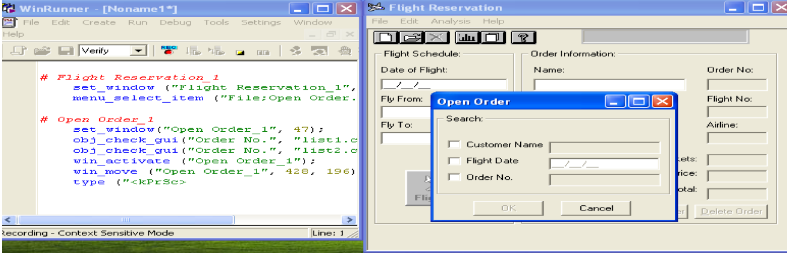 WinRunner - [Noname1*]
File Edit Create Run Debug Tools Settings Window
Help
Verify
# Flight Reservation_1
set_window ("Flight Reservation_1",
menu_select_item ("File;Open Order.
# Open Order_1
set_window("Open Order_1", 47);
obj_check_gui("Order No.", "list1.c
obj_check_gui("Order No.", "list2.c
win_activate ("Open Order_1");
win_move ("Open Order_1", 428, 196)
type ("<kPrSc>
Recording - Context Sensitive Mode
Line: 1
Flight Reservation
File Edit Analysis Help
Flight Schedule:
Order Information:
Date of Flight:
Name:
Order No:
__/__/__
Fly From:
Flight No:
Fly To:
Airline:
Open Order
Search:
Customer Name
Flight Date
__/__/__
Order No.
OK
Cancel
Delete Order